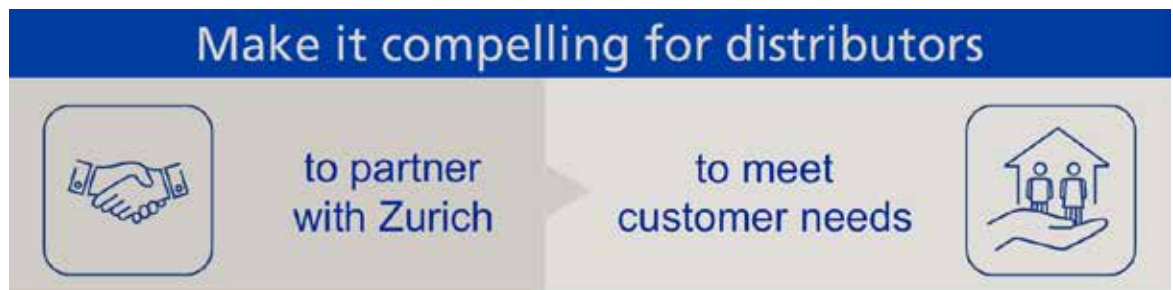 Make it compelling for distributors
to partner
with Zurich
to meet
customer needs